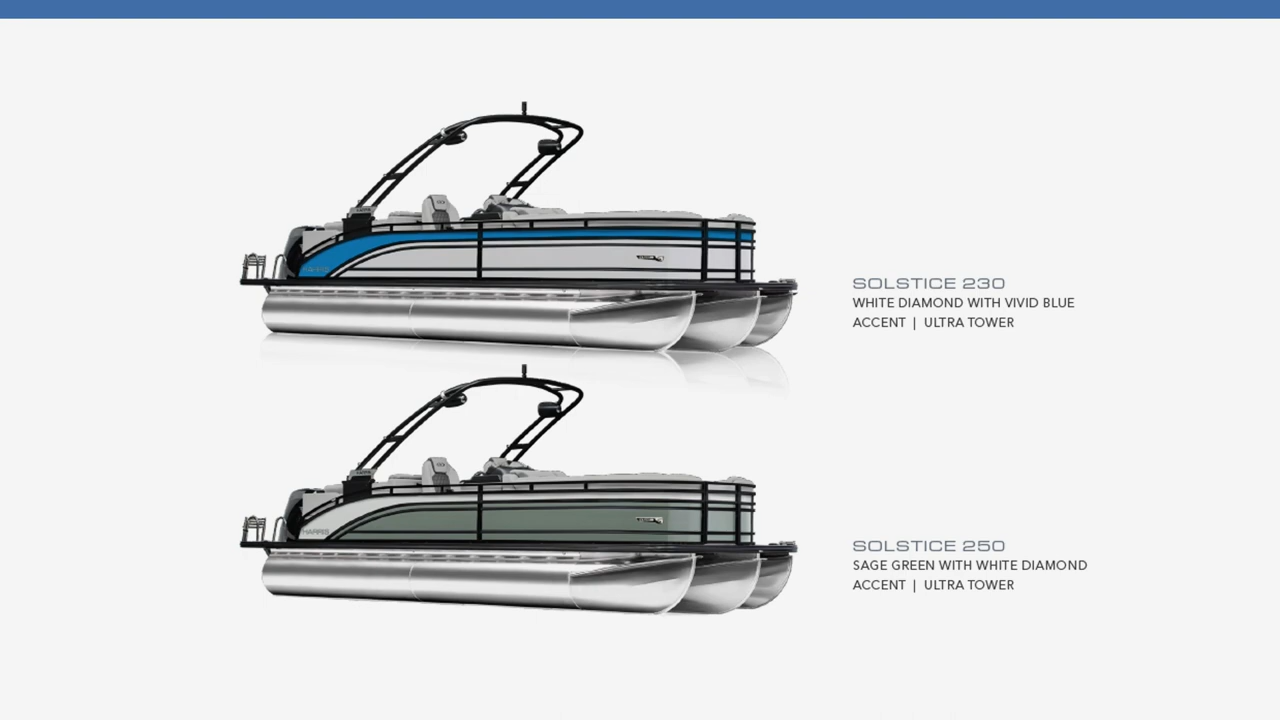 SOLSTICE 230
WHITE DIAMOND WITH VIVID BLUE
ACCENT | ULTRA TOWER
HARRIS
SOLSTICE 250
SAGE GREEN WITH WHITE DIAMOND
ACCENT | ULTRA TOWER